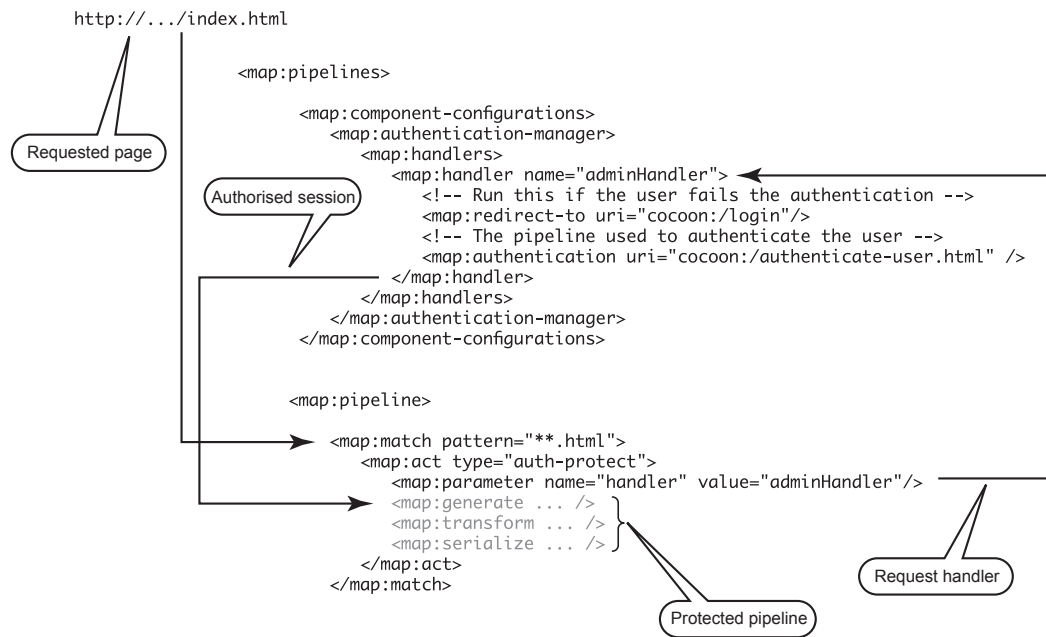 http://.../index.html
<map:pipelines>
<map:component-configurations>
<map:authentication-manager>
Requested page
<map:handlers>
<map:handler name="adminHandler">
Authorised session
<!-- Run this if the user fails the authentication -->
<map:redirect-to uri="cocoon:/login"/>
<!-- The pipeline used to authenticate the user -->
<map:authentication uri="cocoon:/authenticate-user.html" />
</map:handler>
</map:handlers>
</map:authentication-manager>
</map:component-configurations>
<map:pipeline>
<map:match pattern="**.html">
<map:act type="auth-protect">
<map:parameter name="handler" value="adminHandler"/>
<map:generate ... />
<map:transform ... />
<map:serialize ... />
</map:act>
Request handler
</map:match>
Protected pipeline